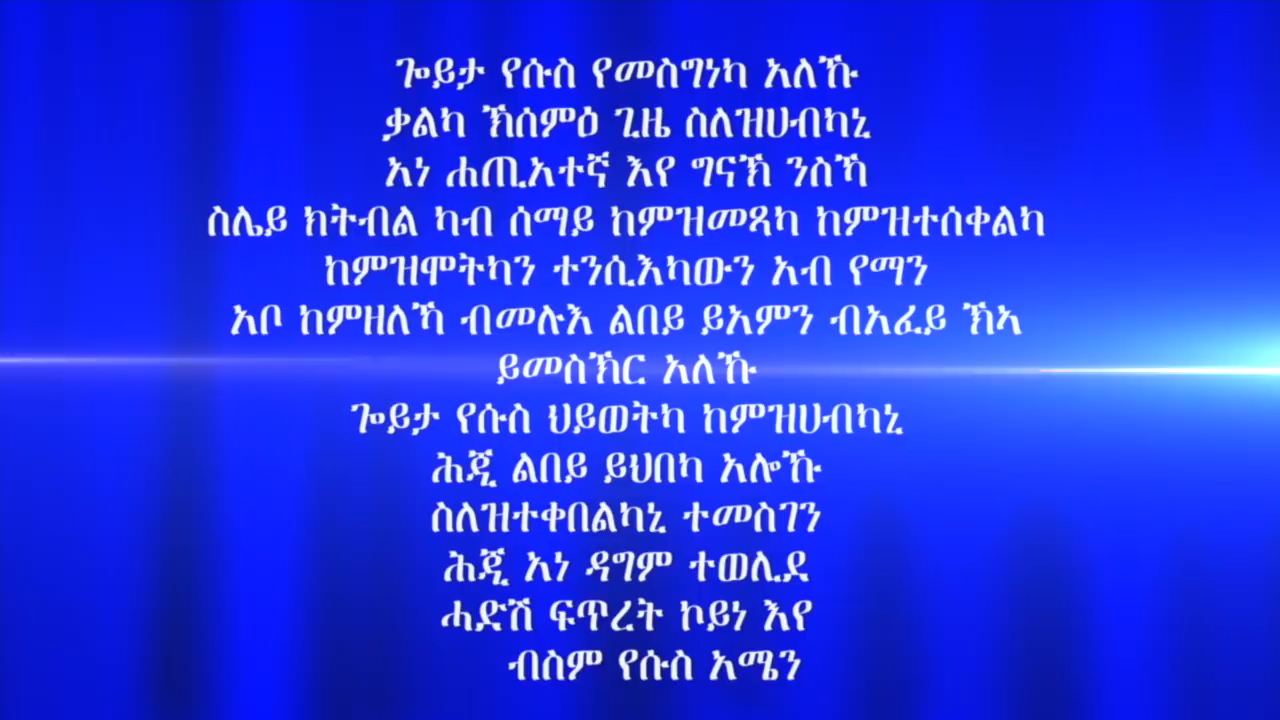 ጐይታ የሱስ የመስግነካ አለኹ
ቃልካ ኽሰምዕ ጊዜ ስለዝሀብካኒ
አነ ሐጢአተኛ እየ ግናኽ ንስኻ
ስሌይ ክትብል ካብ ሰማይ ከምዝመጻካ ከምዝተሰቀልካ
ከምዝሞትካን ተንሲእካውን አብ የማን
አቦ ከምዘለኻ ብመሉእ ልበይ ይአምን ብአፈይ ኽኣ
ይመስኽር አለኹ
ጐይታ የሱስ ህይወትካ ከምዝሀብካኒ
ሕጂ ልበይ ይህበካ አሎኹ
ስለዝተቀበልካኒ ተመስገን
ሕጂ አነ ዳግም ተወሊደ
ሓድሽ ፍጥረት ኮይነ እየ
ብስም የሱስ አሜን